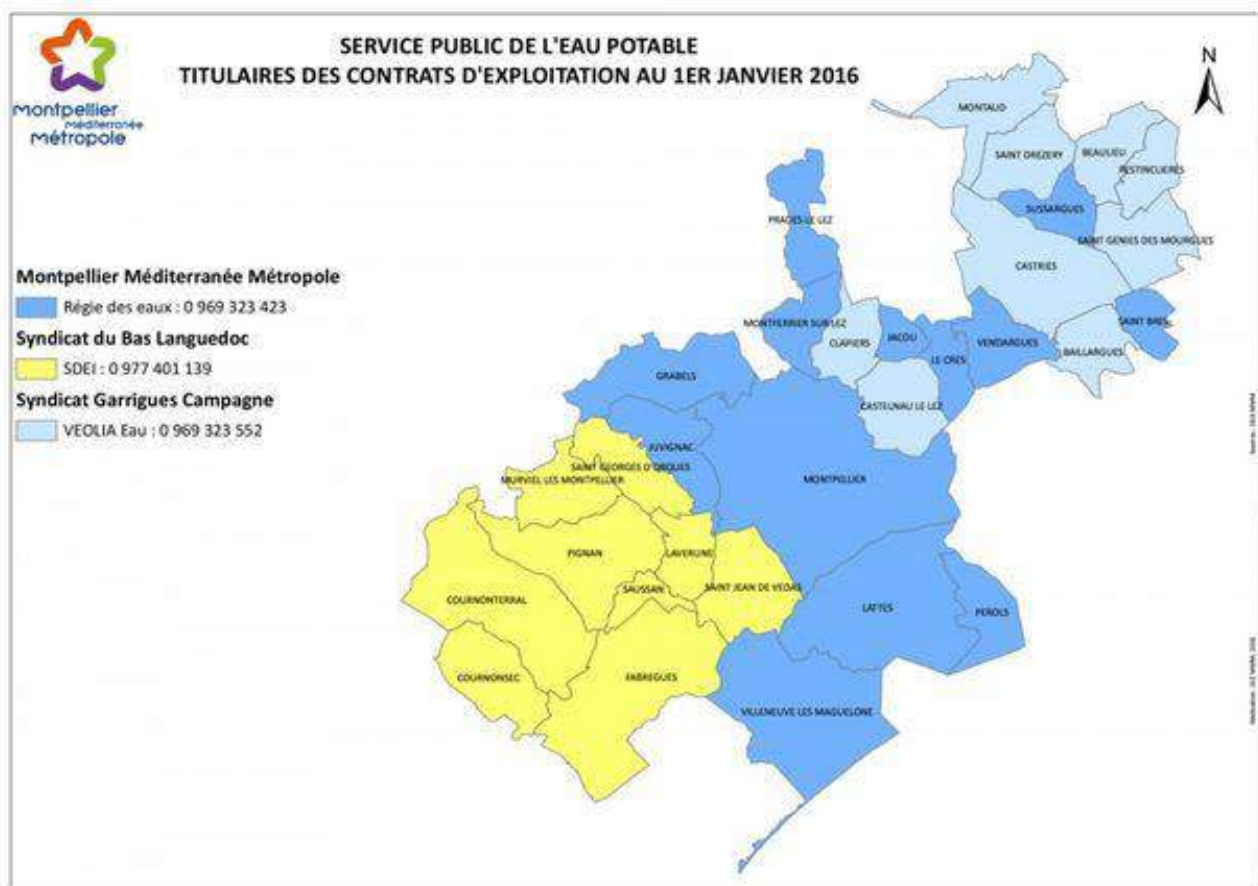 SERVICE PUBLIC DE L'EAU POTABLE
TITULAIRES DES CONTRATS D'EXPLOITATION AU 1ER JANVIER 2016
montpellier
méditerranée
métropole
N
Montpellier Méditerranée Métropole
Régie des eaux : 0 969 323 423
Syndicat du Bas Languedoc
SDEI : 0 977 401 139
Syndicat Garrigues Campagne
VEOLIA Eau : 0 969 323 552
MONTAUD
SAINT DREZERY
BEAULIEU
RESTINCLIERES
SUSSARGUES
PRADES LE LEZ
SAINT GENIES DES MOURGUES
CASTRIES
MONTFERRIER SUR LEZ
CLAPIERS
JACOU
LE CRES
VENDARGUES
SAINT BRES
BAILLARGUES
GRABELS
CASTELNAU LE LEZ
JUVIGNAC
SAINT GEORGES D'ORQUES
MURVIEL LES MONTPELLIER
MONTPELLIER
PIGNAN
LAVERUNE
SAUSSAN
SAINT JEAN DE VEDAS
COURNONTERRAL
LATTES
PEROLS
COURNONSEC
FABREGUES
VILLENEUVE LES MAGUELONE